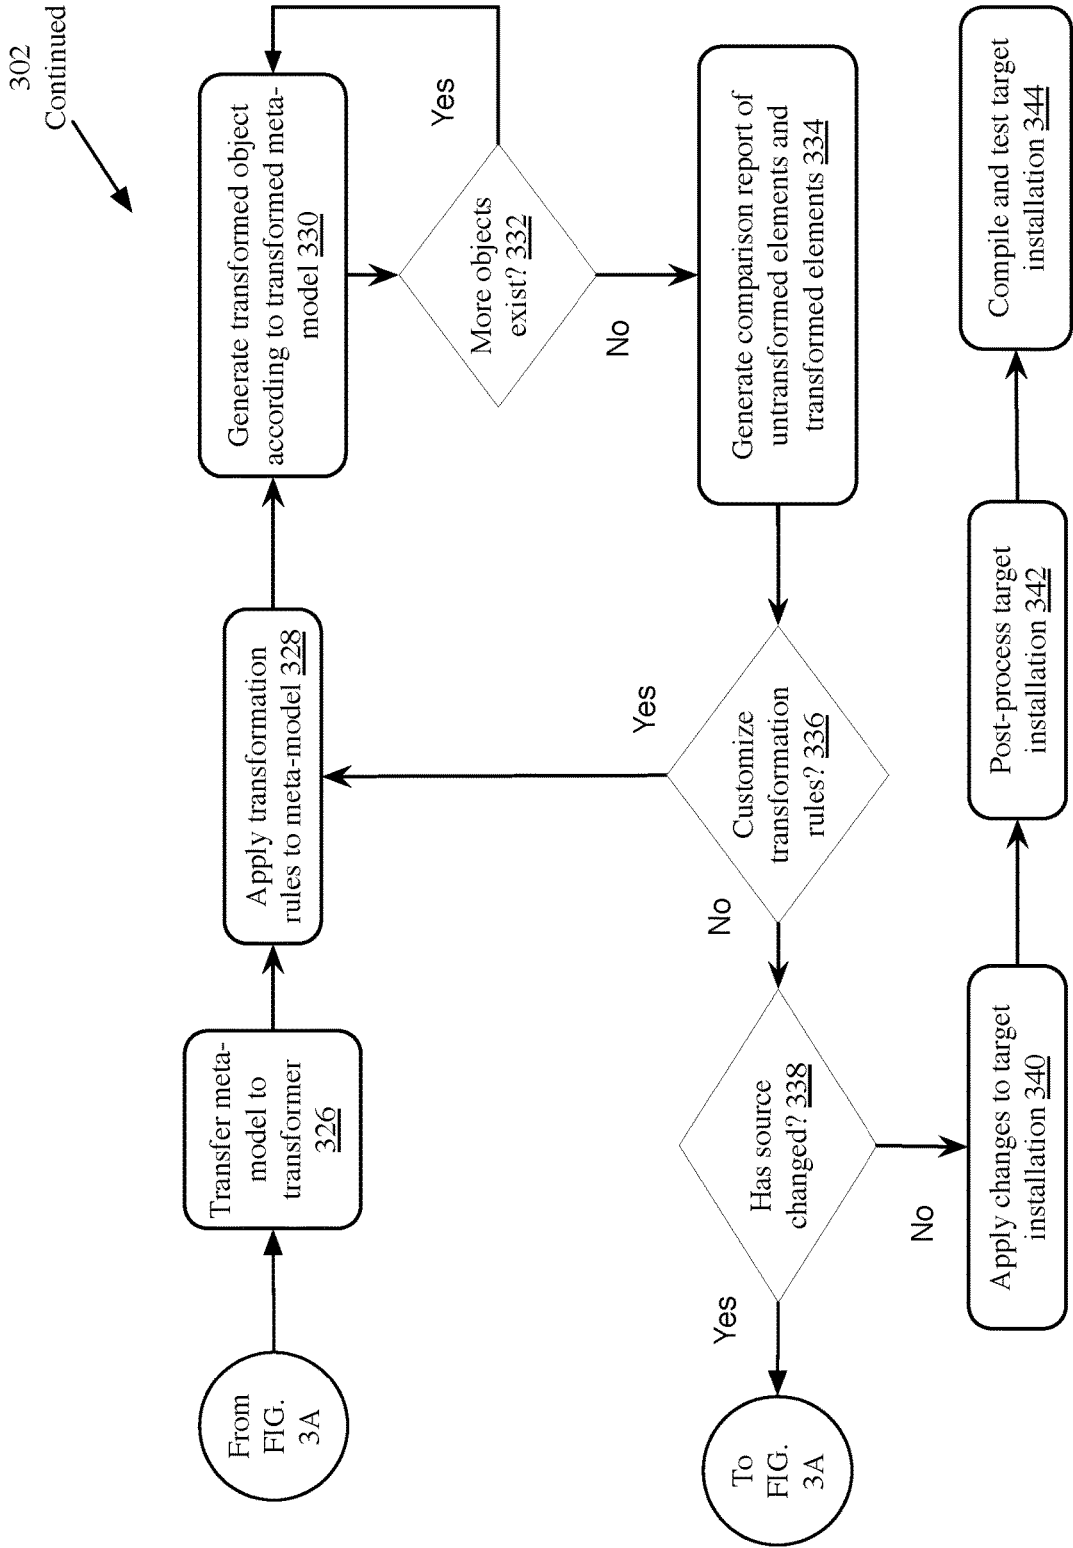 302
Continued
From
FIG.
3A
Transfer meta-
model to
transformer
326
Apply transformation
rules to meta-model 328
Generate transformed object
according to transformed meta-
model 330
Yes
More objects
exist? 332
No
Generate comparison report of
untransformed elements and
transformed elements 334
Yes
Customize
transformation
rules? 336
No
Has source
changed? 338
Yes
To
FIG.
3A
No
Apply changes to target
installation 340
Post-process target
installation 342
Compile and test target
installation 344